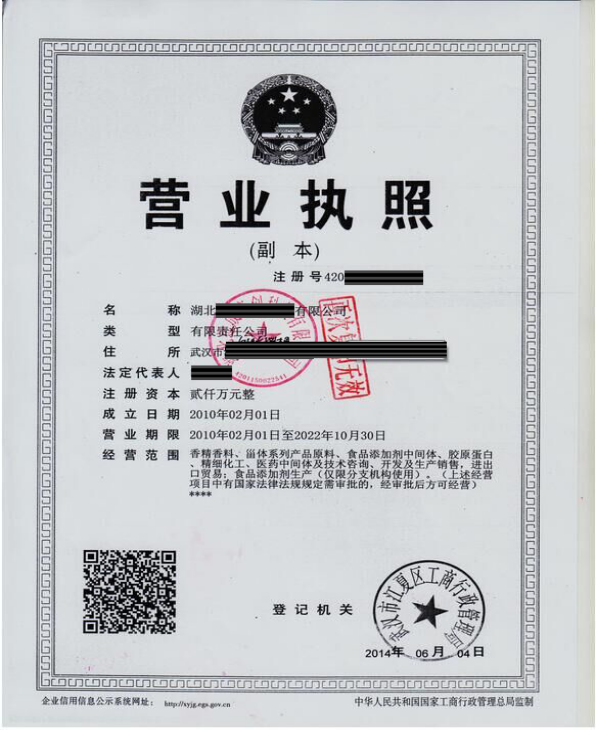 营业执照
(副 本)
注册号420
名 称 湖北 有限公司
类 型 有限责任公司
住 所 武汉市
法定代表人
注册资本 贰仟万元整
成立日期 2010年02月01日
营业期限 2010年02月01日至2022年10月30日
经营范围 香精香料、甾体系列产品原料、食品添加剂中间体、胶原蛋白
、精细化工、医药中间体及技术咨询、开发及生产销售，进出
口贸易；食品添加剂生产（仅限分支机构使用）。（上述经营
项目中有国家法律法规规定需审批的，经审批后方可经营）
****
再次复印无效
4201150027541
登记机关
武汉市江夏区工商行政管理局
2014年 06月 04日
企业信用信息公示系统网址： http://xyjg.egs.gov.cn
中华人民共和国国家工商行政管理总局监制